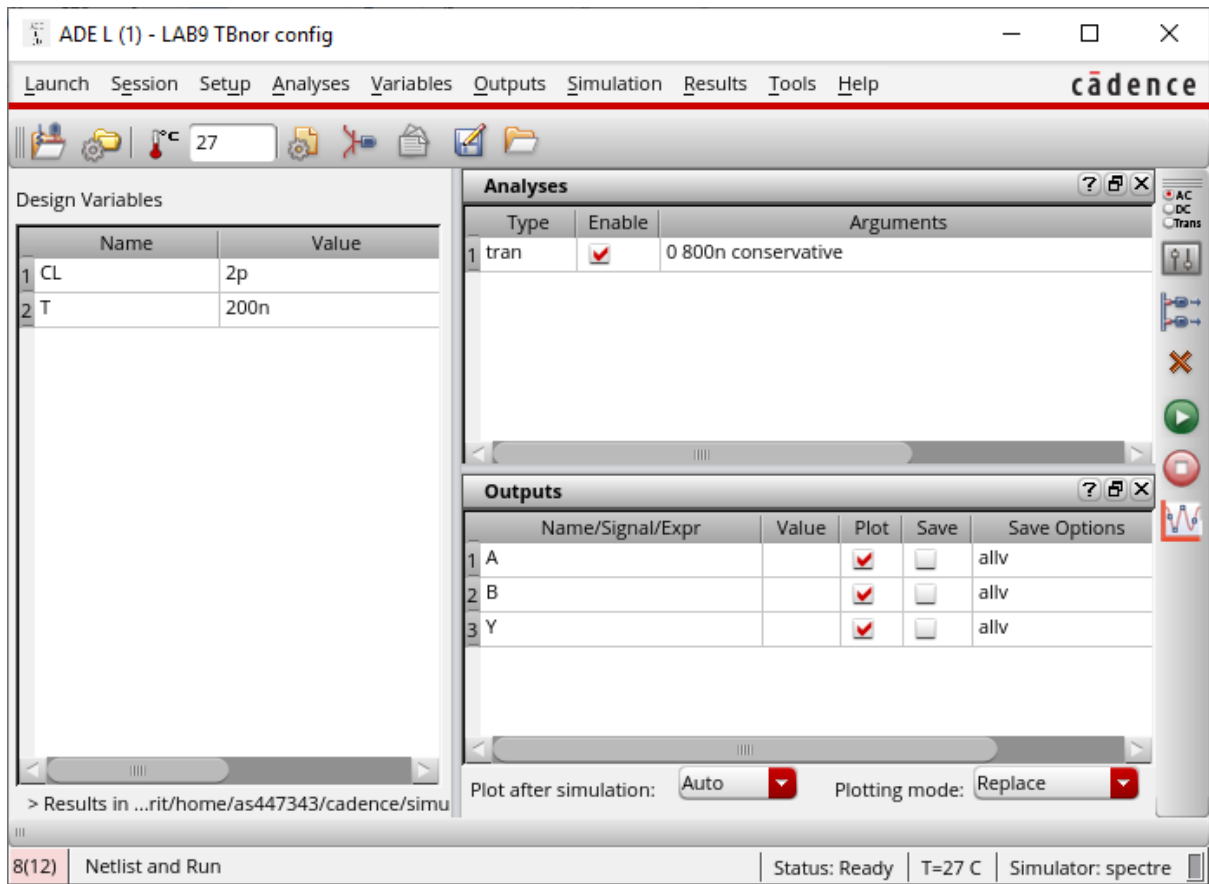 ADE L (1) - LAB9 TBnor config
Launch Session Setup Analyses Variables Outputs Simulation Results Tools Help cādence
°C 27
Design Variables
Name Value
1 CL 2p
2 T 200n
> Results in ...rit/home/as447343/cadence/simu
Analyses ?
Type Enable Arguments
1 tran 0 800n conservative
Outputs ?
Name/Signal/Expr Value Plot Save Save Options
1 A allv
2 B allv
3 Y allv
Plot after simulation: Auto Plotting mode: Replace
AC
DC
Trans
8(12) Netlist and Run Status: Ready T=27 C Simulator: spectre